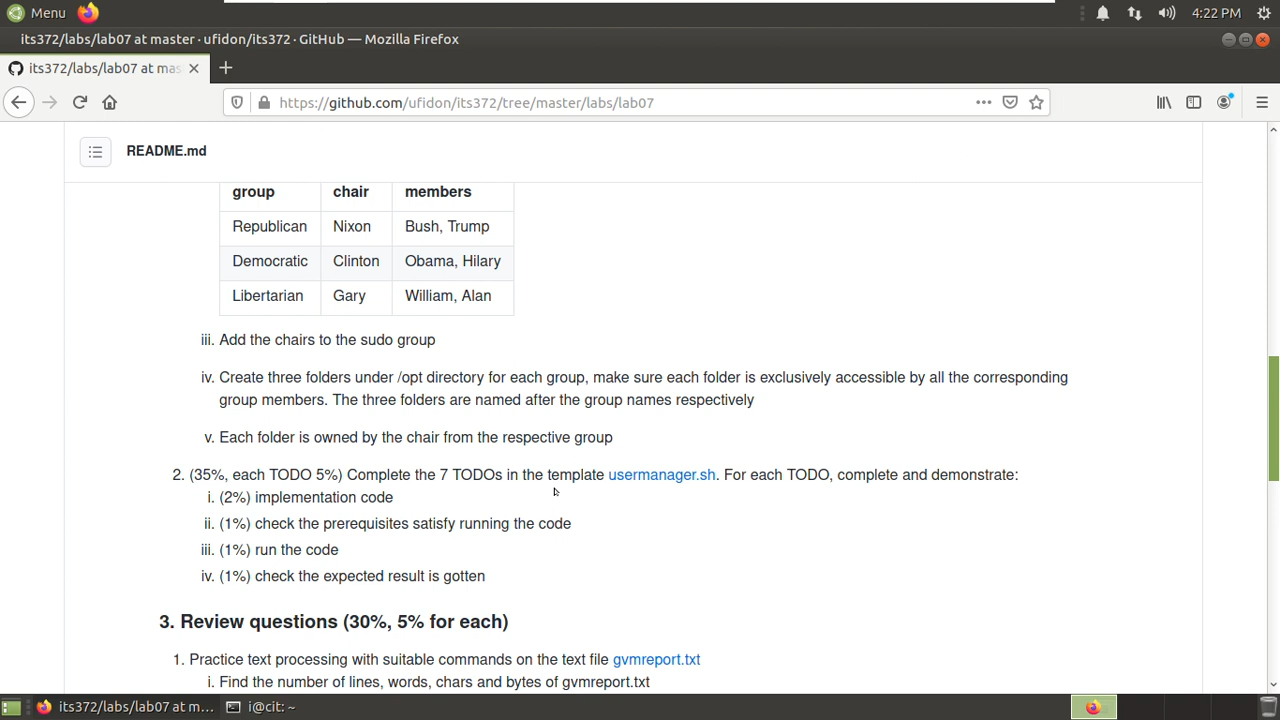 Menu
4:22 PM
its372/labs/lab07 at master · ufidon/its372 · GitHub — Mozilla Firefox
its372/labs/lab07 at mas
https://github.com/ufidon/its372/tree/master/labs/lab07
README.md
group chair members
Republican Nixon Bush, Trump
Democratic Clinton Obama, Hilary
Libertarian Gary William, Alan
iii. Add the chairs to the sudo group
iv. Create three folders under /opt directory for each group, make sure each folder is exclusively accessible by all the corresponding
group members. The three folders are named after the group names respectively
v. Each folder is owned by the chair from the respective group
2. (35%, each TODO 5%) Complete the 7 TODOs in the template usermanager.sh. For each TODO, complete and demonstrate:
i. (2%) implementation code
ii. (1%) check the prerequisites satisfy running the code
iii. (1%) run the code
iv. (1%) check the expected result is gotten
3. Review questions (30%, 5% for each)
1. Practice text processing with suitable commands on the text file gvmreport.txt
i. Find the number of lines, words, chars and bytes of gvmreport.txt
its372/labs/lab07 at m...
i@cit: ~